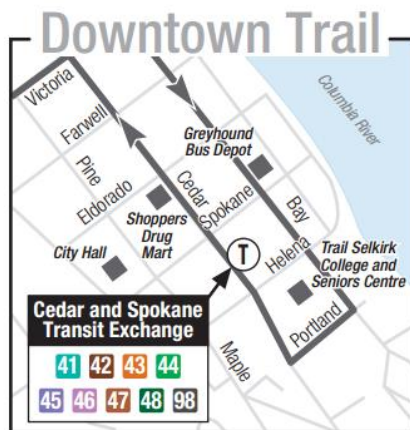 Downtown Trail
Victoria
Farwell
Columbia River
Greyhound
Bus Depot
Pine
Eldorado
Cedar
Spokane
Bay
Shoppers
Drug
Mart
City Hall
T
Helena
Trail Selkirk
College and
Seniors Centre
Cedar and Spokane
Transit Exchange
41 42 43 44
45 46 47 48 98
Maple
Portland